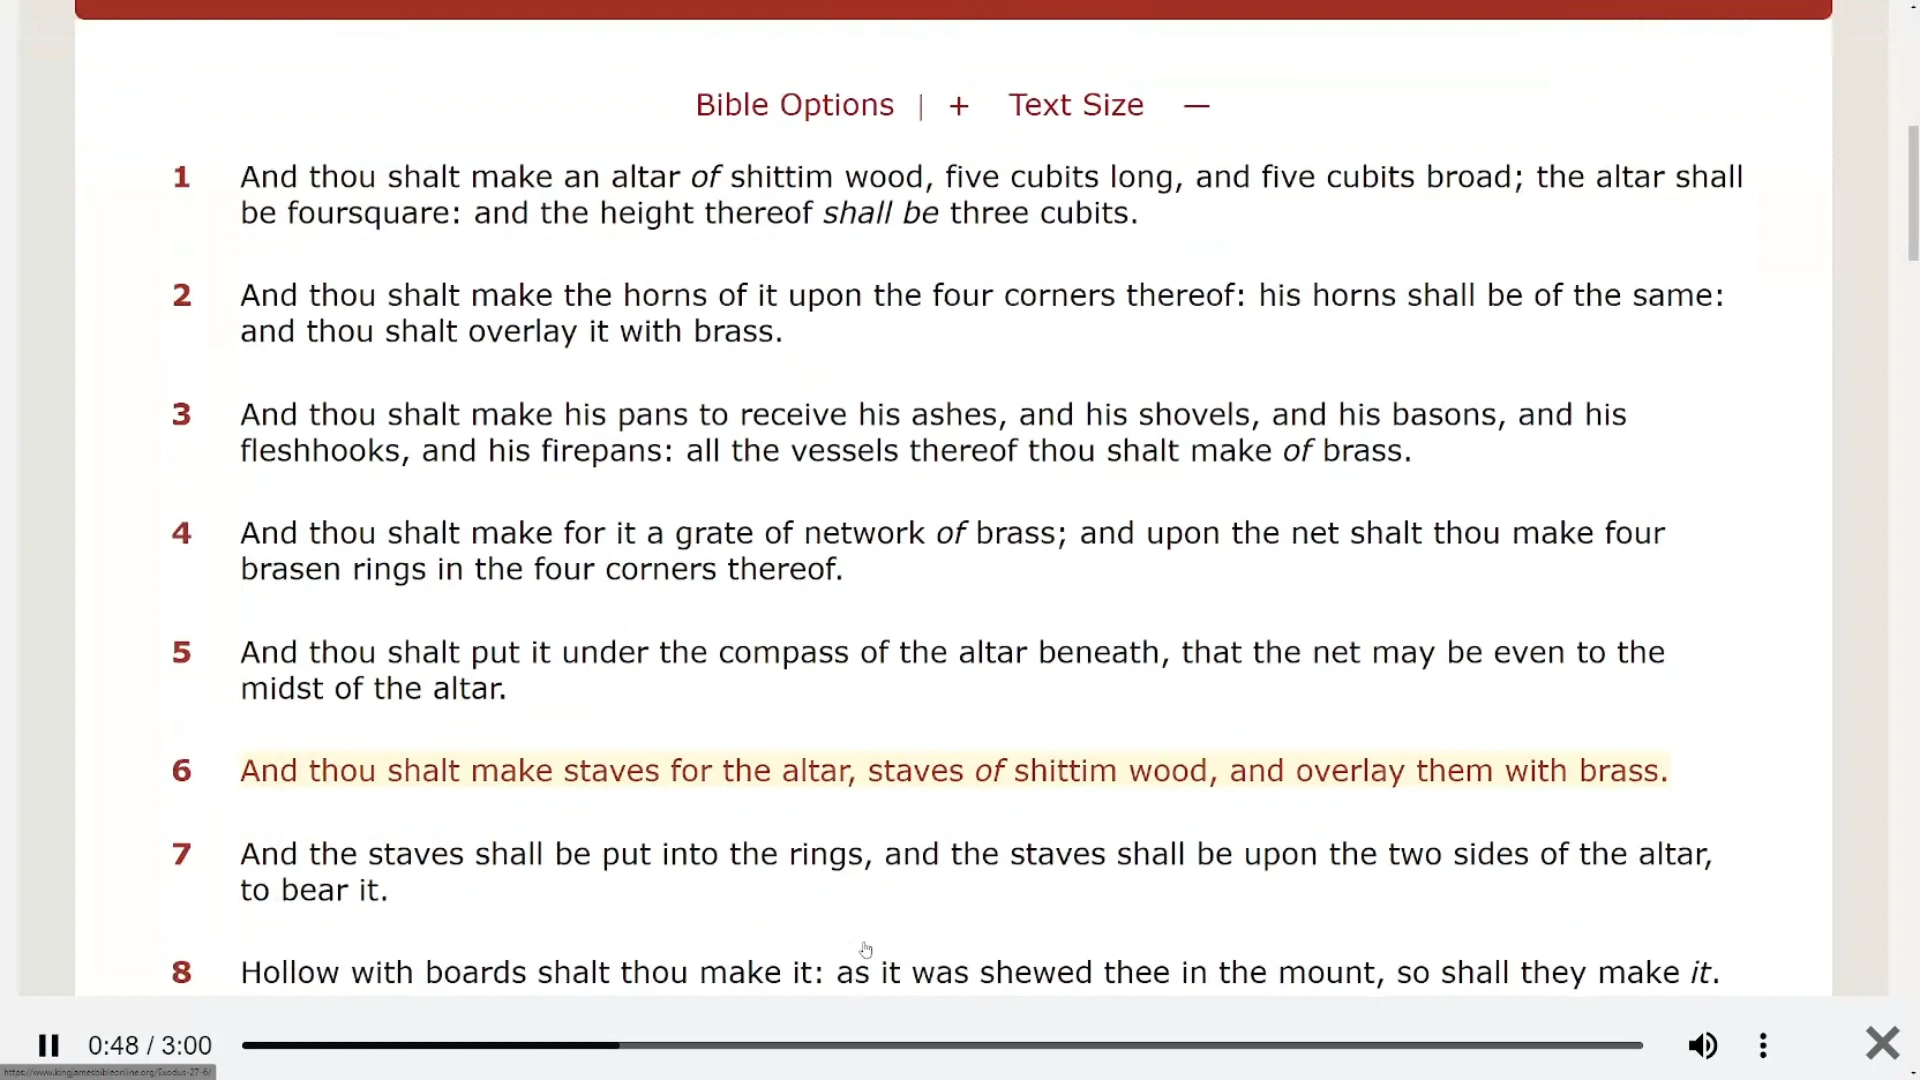 Bible Options | + Text Size —
1 And thou shalt make an altar of shittim wood, five cubits long, and five cubits broad; the altar shall
be foursquare: and the height thereof shall be three cubits.
2 And thou shalt make the horns of it upon the four corners thereof: his horns shall be of the same:
and thou shalt overlay it with brass.
3 And thou shalt make his pans to receive his ashes, and his shovels, and his basons, and his
fleshhooks, and his firepans: all the vessels thereof thou shalt make of brass.
4 And thou shalt make for it a grate of network of brass; and upon the net shalt thou make four
brasen rings in the four corners thereof.
5 And thou shalt put it under the compass of the altar beneath, that the net may be even to the
midst of the altar.
6 And thou shalt make staves for the altar, staves of shittim wood, and overlay them with brass.
7 And the staves shall be put into the rings, and the staves shall be upon the two sides of the altar,
to bear it.
8 Hollow with boards shalt thou make it: as it was shewed thee in the mount, so shall they make it.
0:48 / 3:00
https://www.kingjamesbibleonline.org/Exodus-27-6/